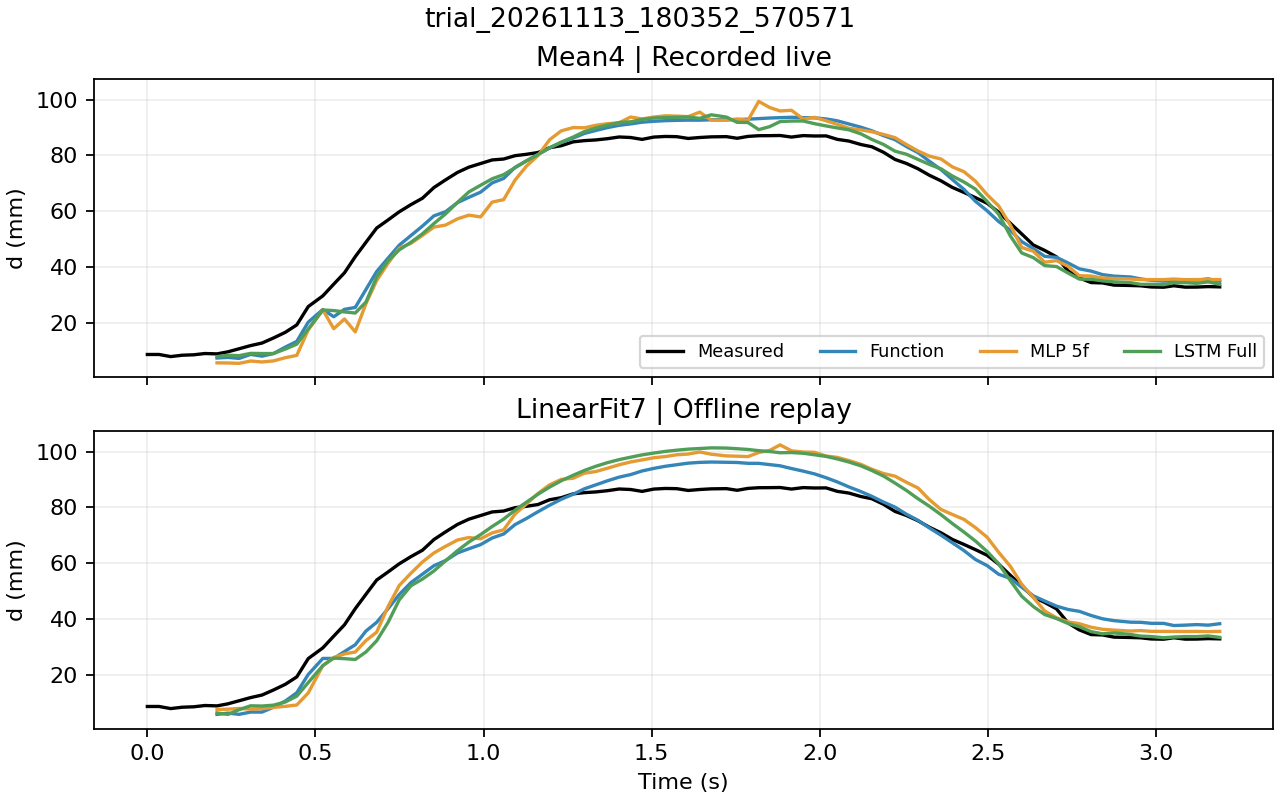 trial_20261113_180352_570571
Mean4 | Recorded live
100
80
60
40
20
d (mm)
Measured Function MLP 5f LSTM Full
LinearFit7 | Offline replay
100
80
60
40
20
d (mm)
0.0 0.5 1.0 1.5 2.0 2.5 3.0
Time (s)